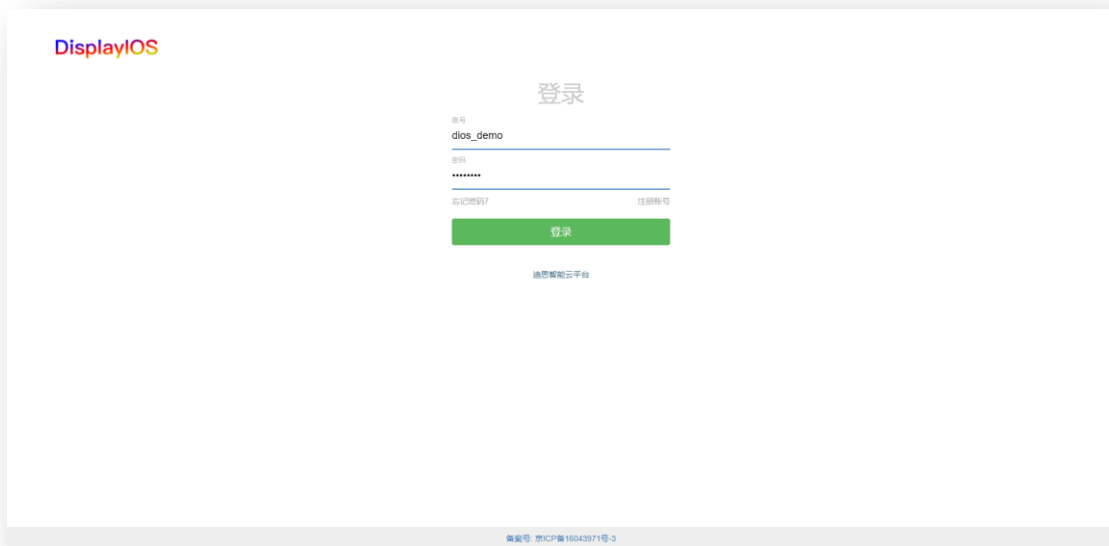 DisplayIOS
登录
账号
dios_demo
密码
••••••••
忘记密码?
注册账号
登录
迪思智能云平台
备案号: 京ICP备16043971号-3